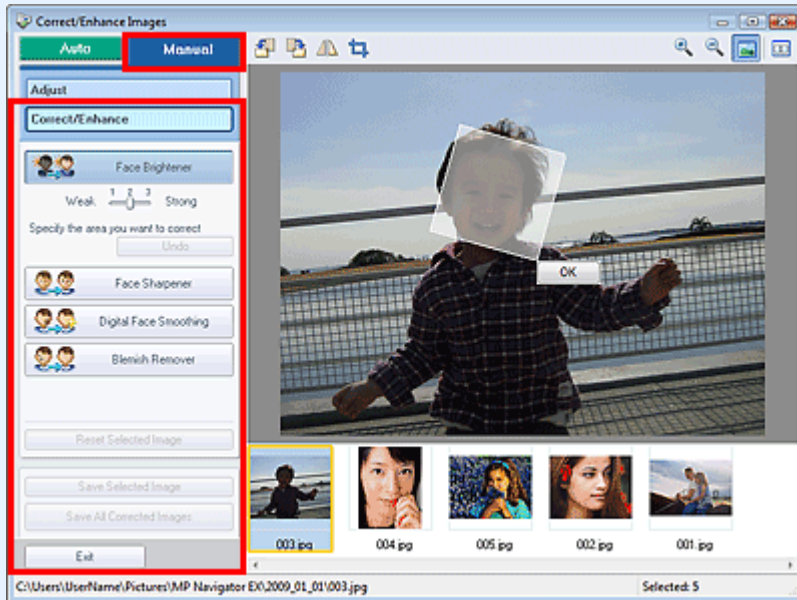 Correct/Enhance Images
Auto Manual
Adjust
Correct/Enhance
Face Brightener
1 2 3
Weak Strong
Specify the area you want to correct
Undo
Face Sharpener
Digital Face Smoothing
Blemish Remover
Reset Selected Image
Save Selected Image
Save All Corrected Images
Exit
OK
003.jpg 004.jpg 005.jpg 002.jpg 001.jpg
C:\Users\UserName\Pictures\MP Navigator EX\2009_01_01\003.jpg Selected: 5